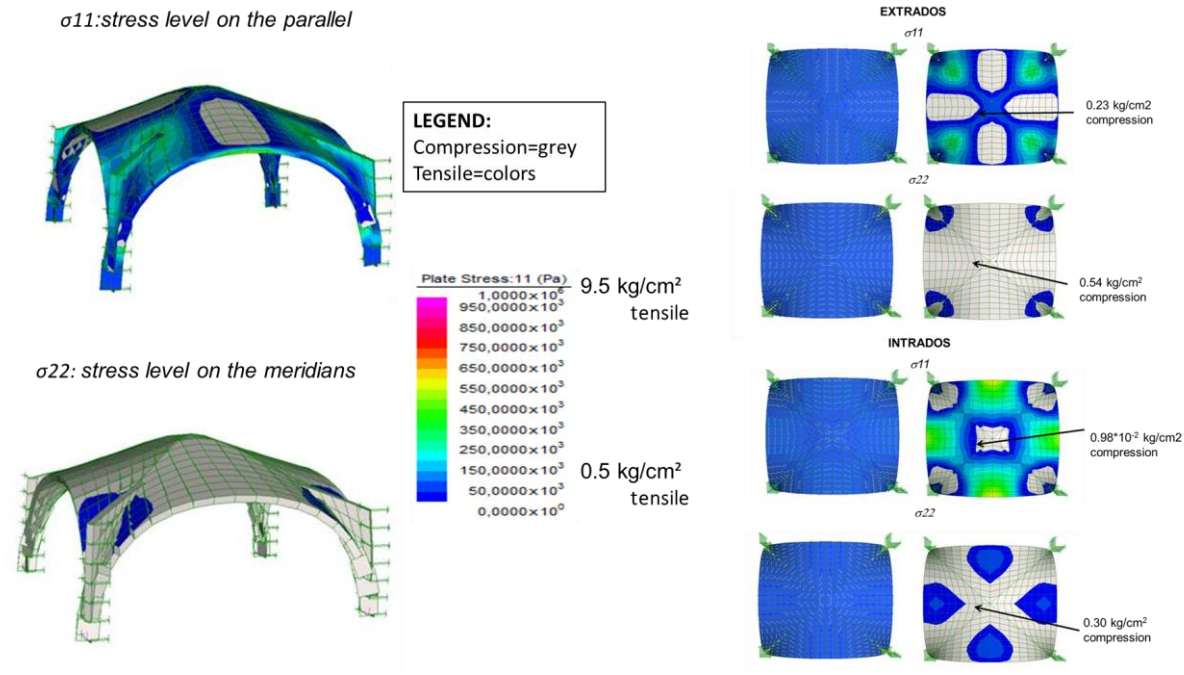 σ11:stress level on the parallel
LEGEND:
Compression=grey
Tensile=colors
σ22: stress level on the meridians
Plate Stress:11 (Pa)
1,0000x10⁶
950,0000x10³
850,0000x10³
750,0000x10³
650,0000x10³
550,0000x10³
450,0000x10³
350,0000x10³
250,0000x10³
150,0000x10³
50,0000x10³
0,0000x10⁰
9.5 kg/cm²
tensile
0.5 kg/cm²
tensile
EXTRADOS
σ11
0.23 kg/cm2
compression
σ22
0.54 kg/cm²
compression
INTRADOS
σ11
0.98*10⁻² kg/cm2
compression
σ22
0.30 kg/cm²
compression